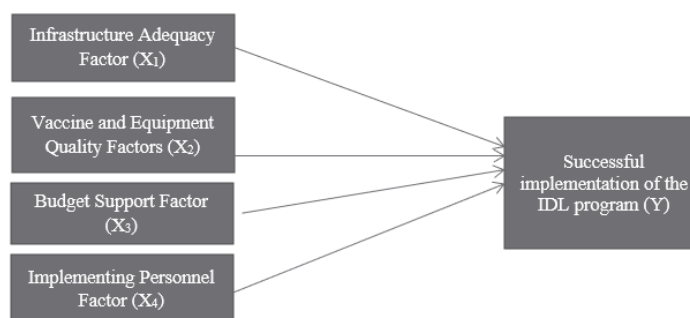 Infrastructure Adequacy
Factor (X₁)
Vaccine and Equipment
Quality Factors (X₂)
Budget Support Factor
(X₃)
Implementing Personnel
Factor (X₄)
Successful
implementation of the
IDL program (Y)